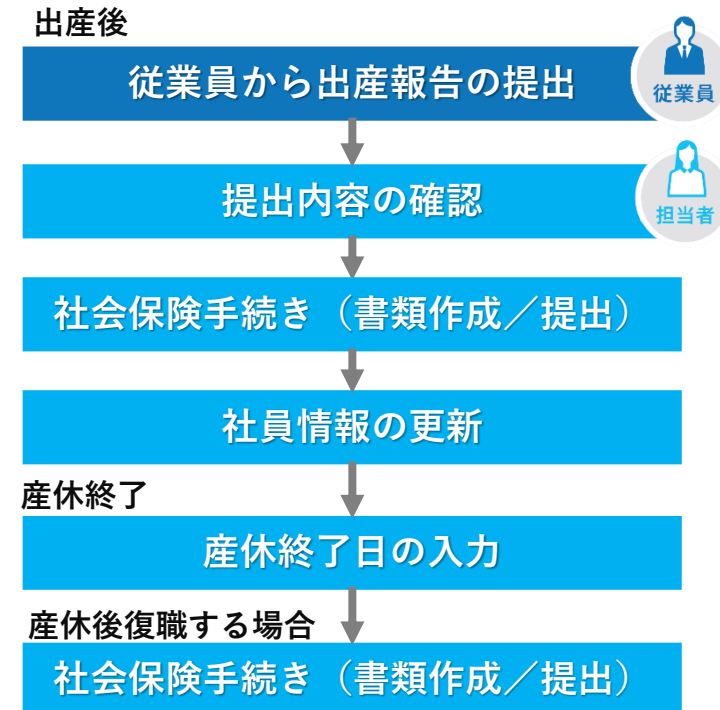 出産後
従業員から出産報告の提出
従業員
提出内容の確認
担当者
社会保険手続き（書類作成／提出）
社員情報の更新
産休終了
産休終了日の入力
産休後復職する場合
社会保険手続き（書類作成／提出）